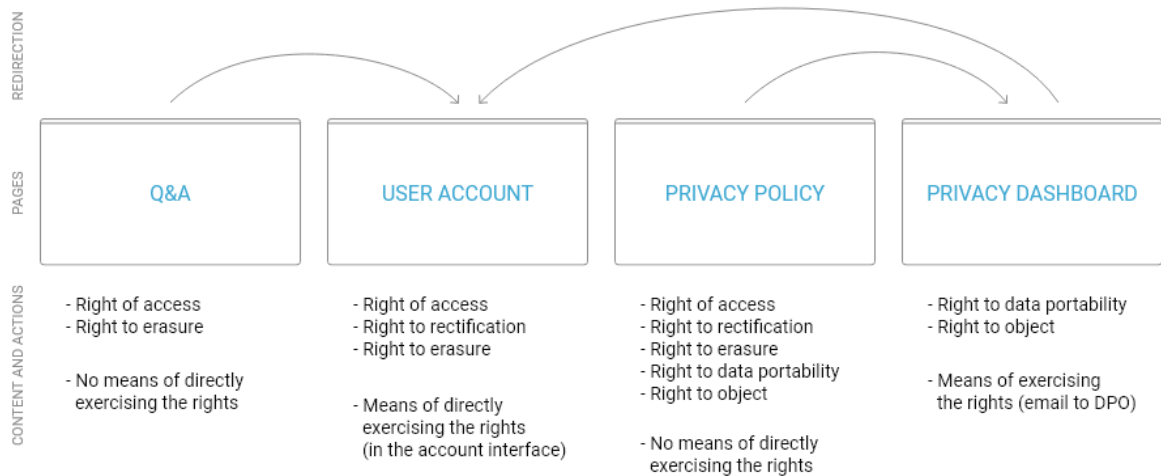 REDIRECTION
PAGES
Q&A
USER ACCOUNT
PRIVACY POLICY
PRIVACY DASHBOARD
CONTENT AND ACTIONS
- Right of access
- Right to erasure
- No means of directly
exercising the rights
- Right of access
- Right to rectification
- Right to erasure
- Means of directly
exercising the rights
(in the account interface)
- Right of access
- Right to rectification
- Right to erasure
- Right to data portability
- Right to object
- No means of directly
exercising the rights
- Right to data portability
- Right to object
- Means of exercising
the rights (email to DPO)